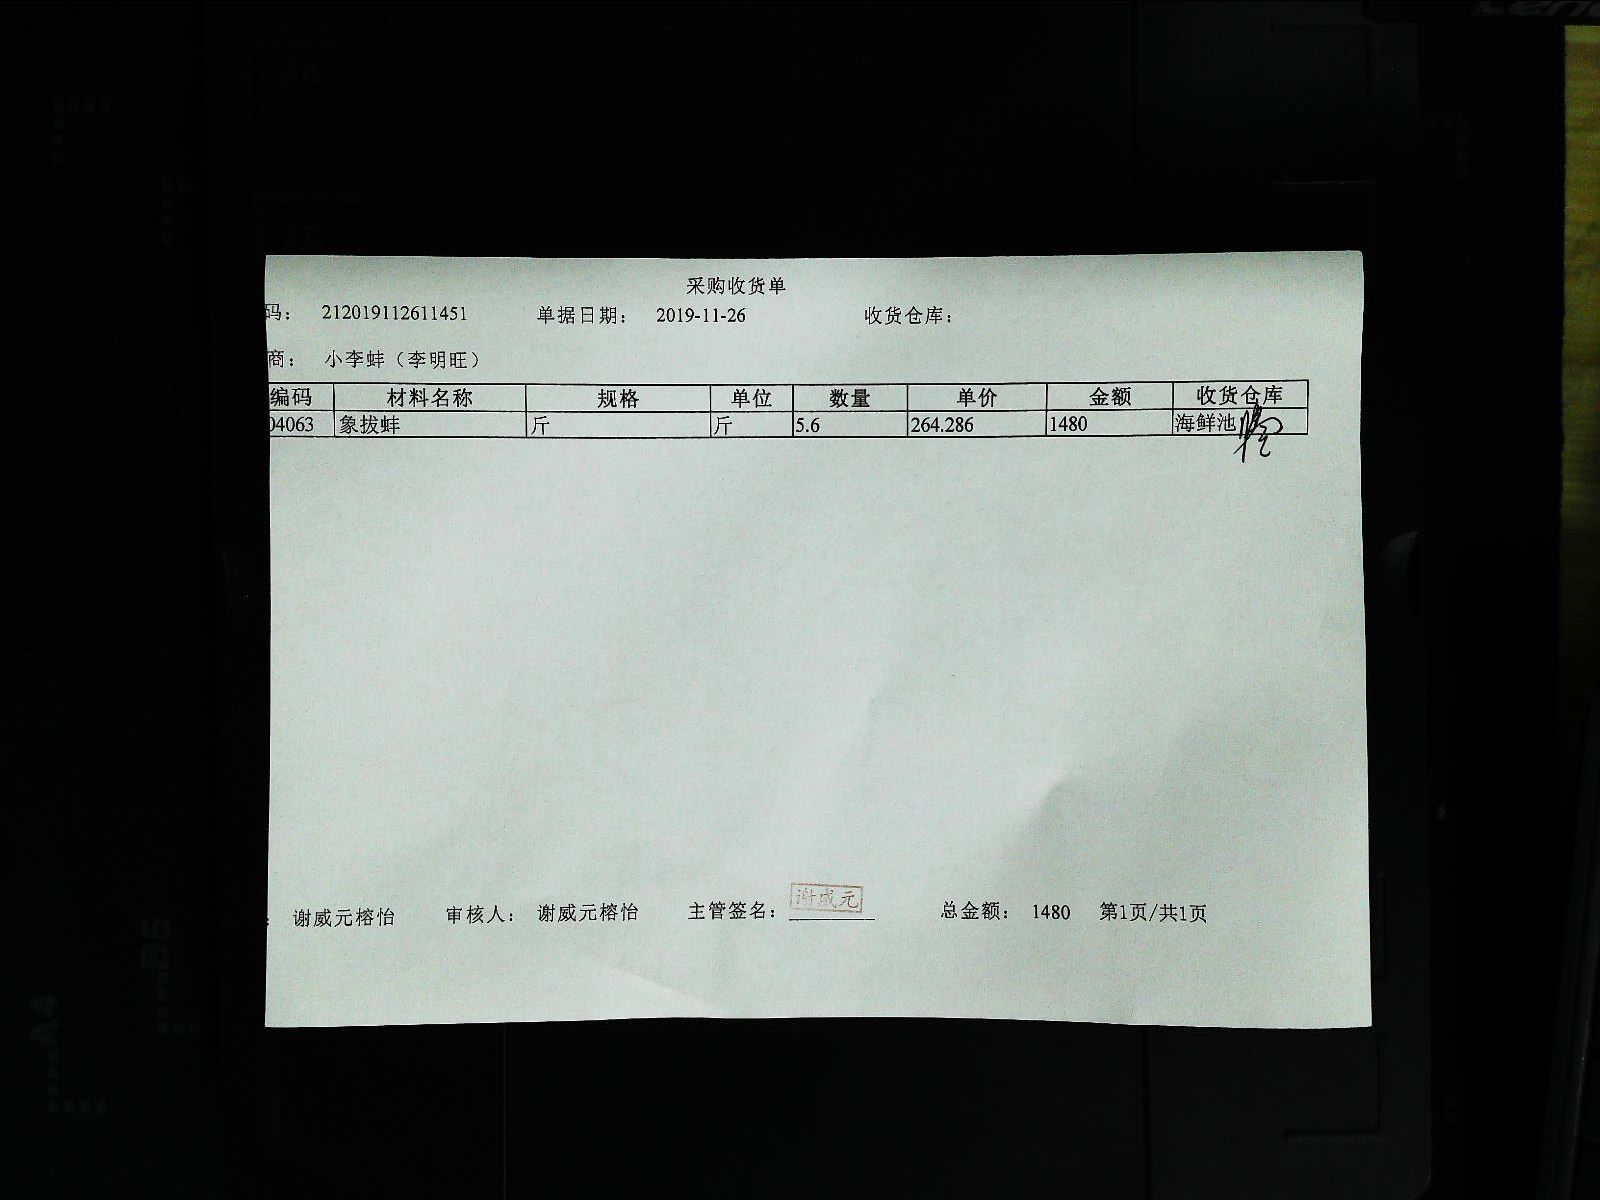 采购收货单
码： 212019112611451 单据日期： 2019-11-26 收货仓库：
商： 小李蚌（李明旺）
编码 材料名称 规格 单位 数量 单价 金额 收货仓库
04063 象拔蚌 斤 斤 5.6 264.286 1480 海鲜池
： 谢威元榕怡 审核人： 谢威元榕怡 主管签名： 谢威元 总金额： 1480 第1页/共1页
B5
A4